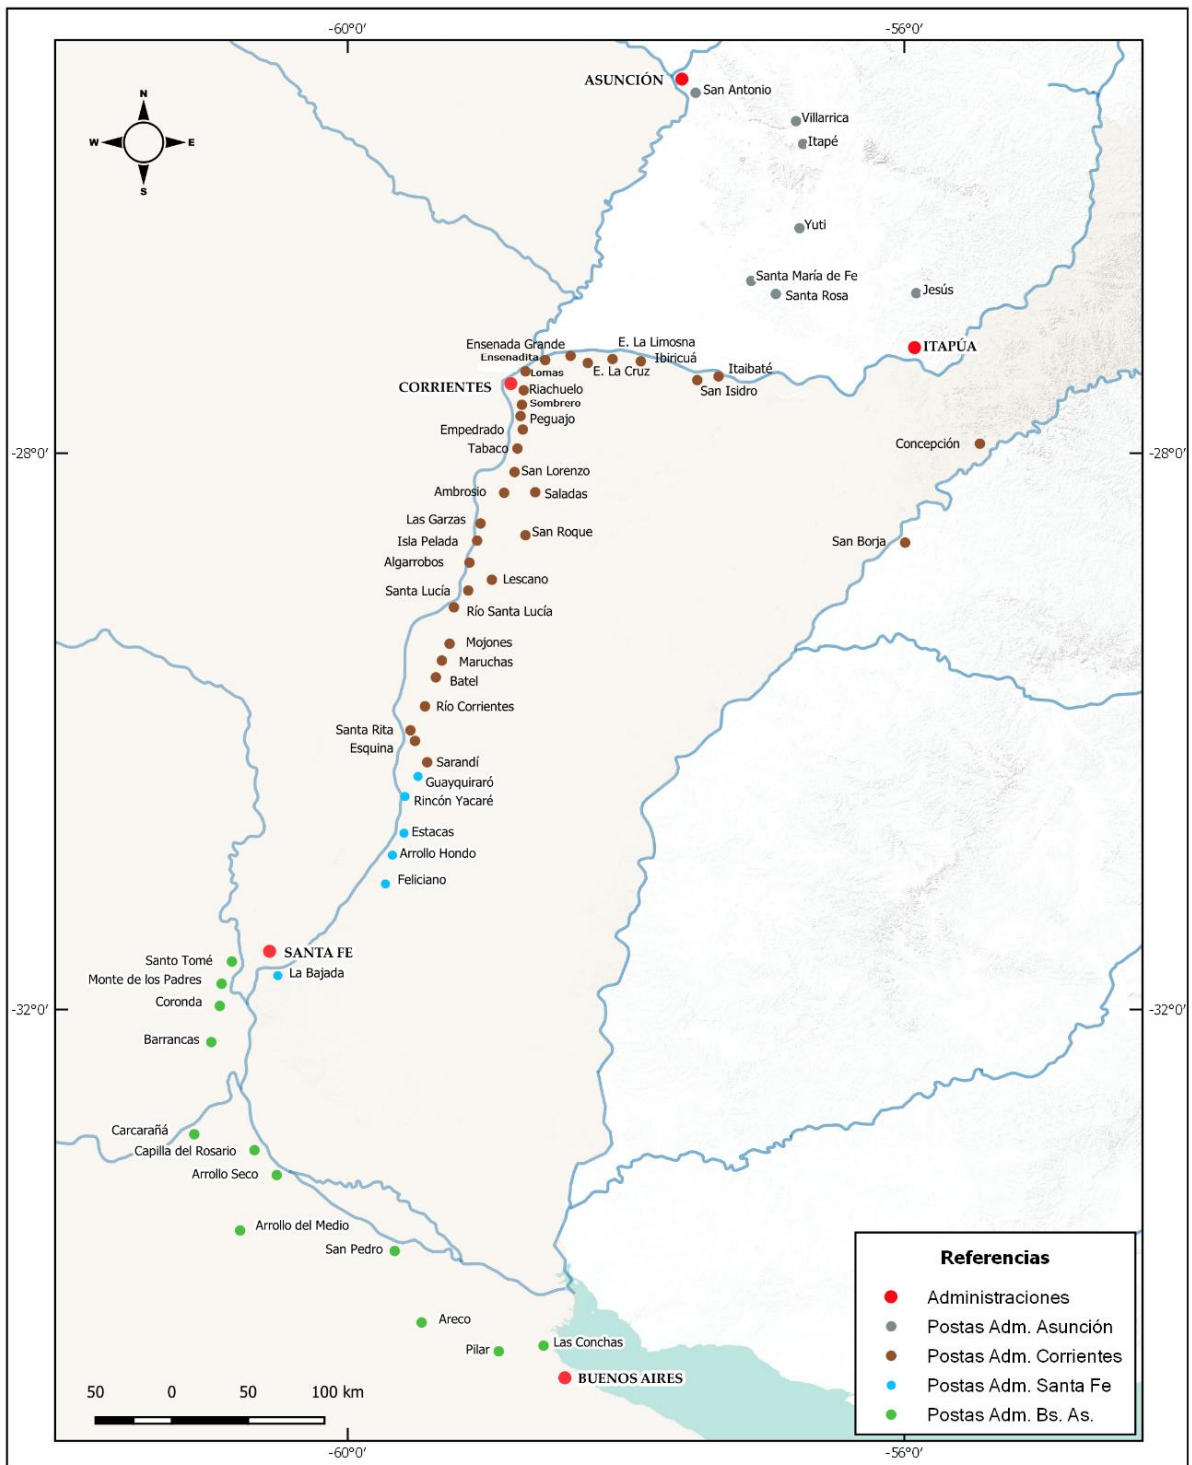 -60°0'
-56°0'
ASUNCIÓN
San Antonio
N
W
E
S
Villarrica
Itapé
Yuti
Santa María de Fe
Santa Rosa
Jesús
ITAPÚA
Ensenada Grande
E. La Limosna
Ensenadita
Ibiricuá
E. La Cruz
Itaibaté
Lomas
CORRIENTES
Riachuelo
San Isidro
Sombrero
Peguajo
Empedrado
Concepción
-28°0'
-28°0'
Tabaco
San Lorenzo
Ambrosio
Saladas
Las Garzas
San Roque
Isla Pelada
San Borja
Algarrobos
Lescano
Santa Lucía
Río Santa Lucía
Mojones
Maruchas
Batel
Río Corrientes
Santa Rita
Esquina
Sarandí
Guayquiraró
Rincón Yacaré
Estacas
Arrollo Hondo
Feliciano
SANTA FE
Santo Tomé
La Bajada
Monte de los Padres
Coronda
-32°0'
-32°0'
Barrancas
Carcarañá
Capilla del Rosario
Arrollo Seco
Arrollo del Medio
San Pedro
Areco
Las Conchas
Pilar
BUENOS AIRES
Referencias
Administraciones
Postas Adm. Asunción
Postas Adm. Corrientes
Postas Adm. Santa Fe
Postas Adm. Bs. As.
50 0 50 100 km
-60°0'
-56°0'